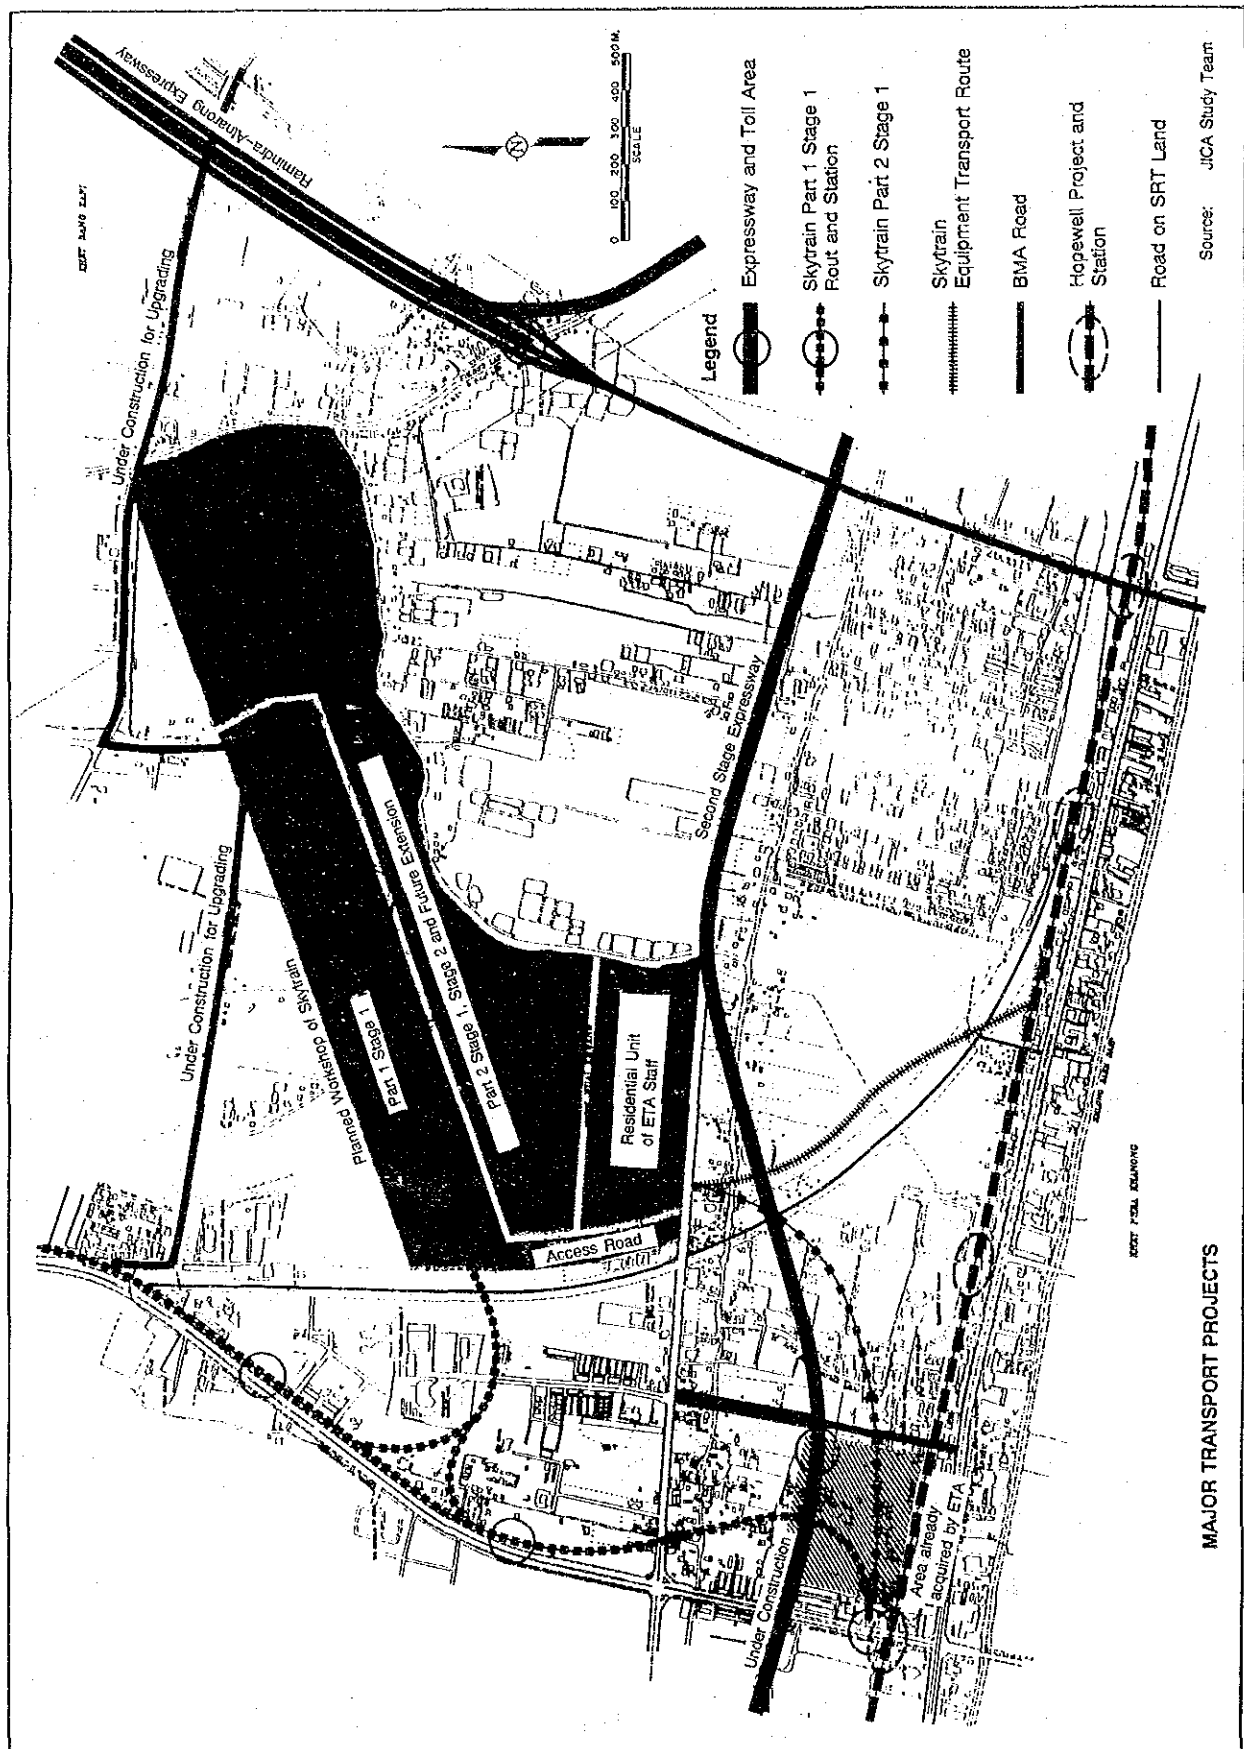 Ramindra-Atnarong Expressway
Under Construction for Upgrading
Under Construction for Upgrading
Planned Workshop of Skytrain
Part 1 Stage 1
Part 2 Stage 1, Stage 2 and Future Extension
Residential Unit
of ETA Staff
Access Road
Second Stage Expressway
Under Construction
Area already
acquired by ETA
N
0 100 200 300 400 500M.
SCALE
Legend
Expressway and Toll Area
Skytrain Part 1 Stage 1
Rout and Station
Skytrain Part 2 Stage 1
Skytrain
Equipment Transport Route
BMA Road
Hopewell Project and
Station
Road on SRT Land
Source: JICA Study Team
MAJOR TRANSPORT PROJECTS